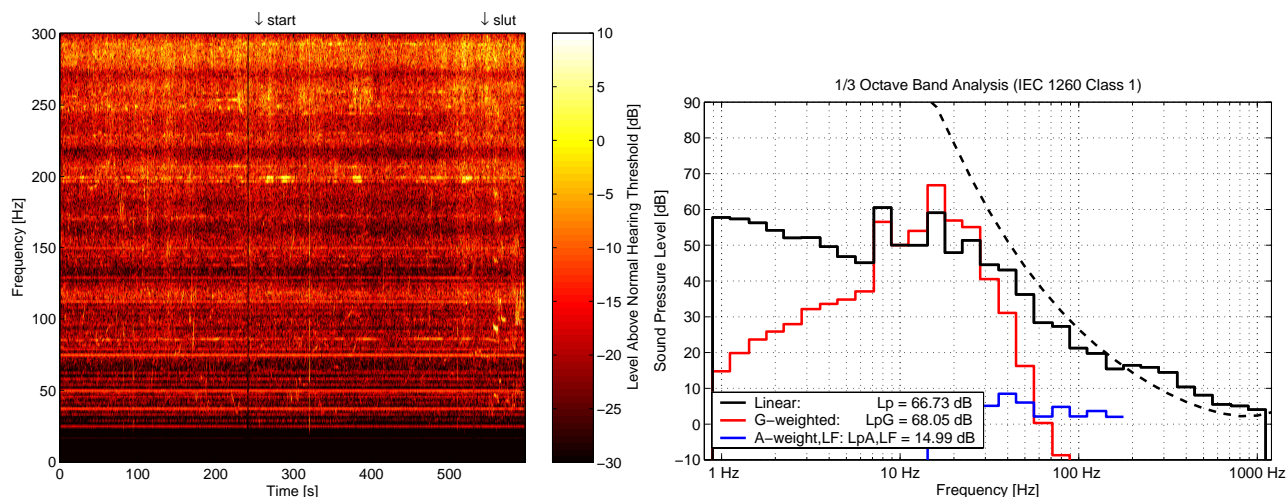 ↓ start
↓ slut
300
250
200
150
100
50
0
Frequency [Hz]
0
100
200
300
400
500
Time [s]
10
5
0
−5
−10
−15
−20
−25
−30
Level Above Normal Hearing Threshold [dB]
1/3 Octave Band Analysis (IEC 1260 Class 1)
90
80
70
60
50
40
30
20
10
0
−10
Sound Pressure Level [dB]
Linear: Lp = 66.73 dB
G−weighted: LpG = 68.05 dB
A−weight,LF: LpA,LF = 14.99 dB
1 Hz
10 Hz
100 Hz
1000 Hz
Frequency [Hz]